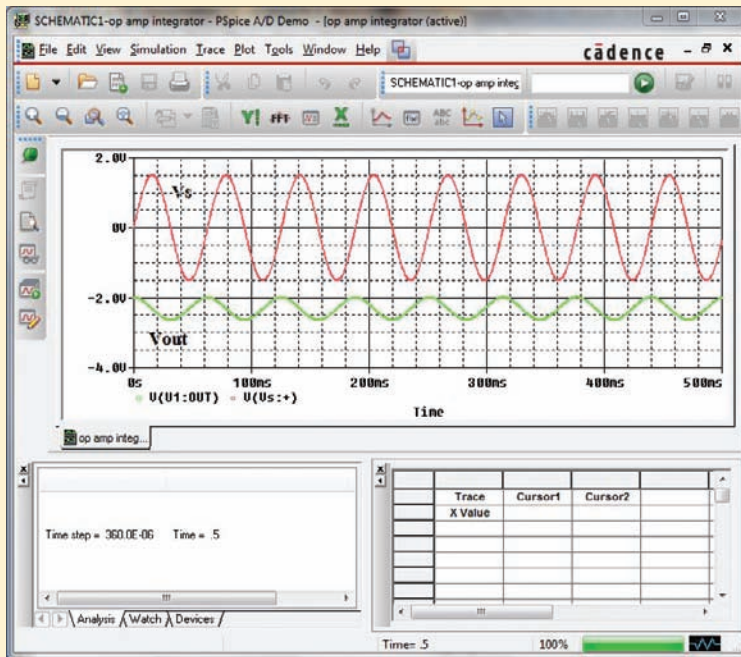 SCHEMATIC1-op amp integrator - PSpice A/D Demo - [op amp integrator (active)]
File Edit View Simulation Trace Plot Tools Window Help
cādence
SCHEMATIC1-op amp integ
ABC
abc
2.0V
Vs
0V
-2.0V
Vout
-4.0V
0s 100ms 200ms 300ms 400ms 500ms
V(U1:OUT) V(Vs:+)
Time
op amp integ...
Trace Cursor1 Cursor2
X Value
Time step = 360.0E-06 Time = .5
Analysis Watch Devices
Time= .5 100%